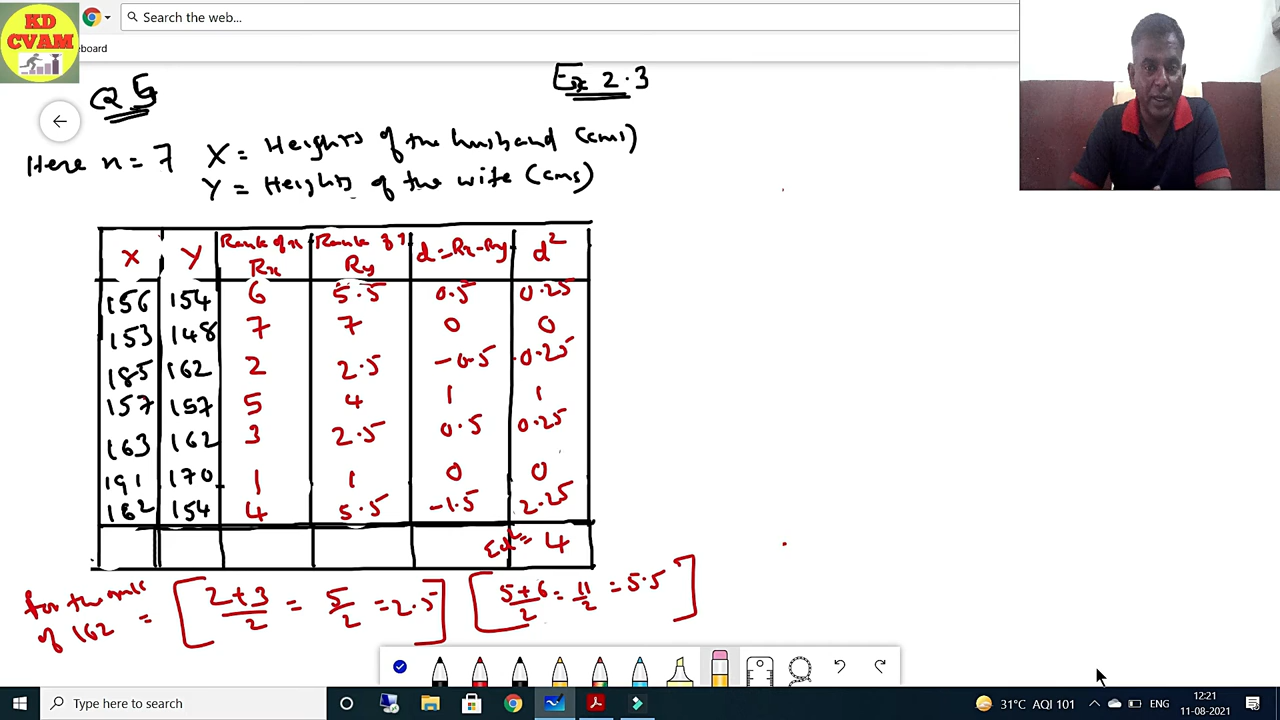 KD
CVAM
Search the web...
eboard
Q 5
Ex 2.3
Here n = 7 X = Heights of the husband (cms)
Y = Heights of the wife (cms)
X Y Rank of x Rx Rank of y Ry d = Rx - Ry d²
156 154 6 5.5 0.5 0.25
153 148 7 7 0 0
185 162 2 2.5 -0.5 0.25
157 157 5 4 1 1
163 162 3 2.5 0.5 0.25
191 170 1 1 0 0
162 154 4 5.5 -1.5 2.25
Σd² = 4
for the rank
of 162 = [2+3/2 = 5/2 = 2.5] [5+6/2 = 11/2 = 5.5]
Type here to search
31°C AQI 101
ENG
12:21
11-08-2021